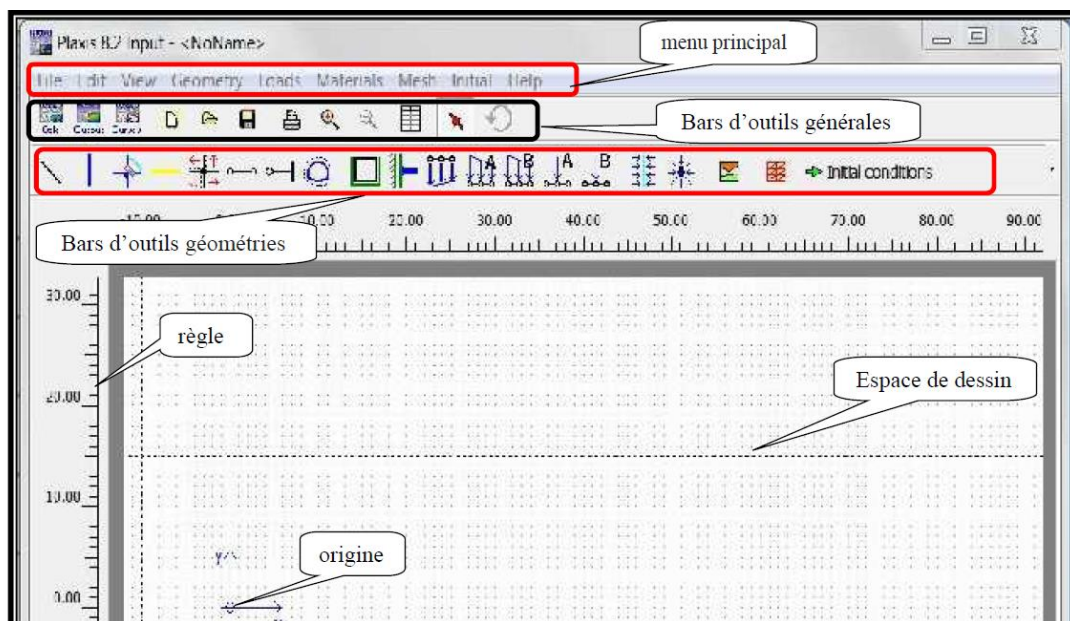 Plaxis 8.2 Input - <NoName>
menu principal
File Edit View Geometry Loads Materials Mesh Initial Help
Bars d’outils générales
A B A B
Initial conditions
20.00 30.00 40.00 50.00 60.00 70.00 80.00 90.00
Bars d’outils géométries
30.00
règle
Espace de dessin
20.00
10.00
origine
0.00